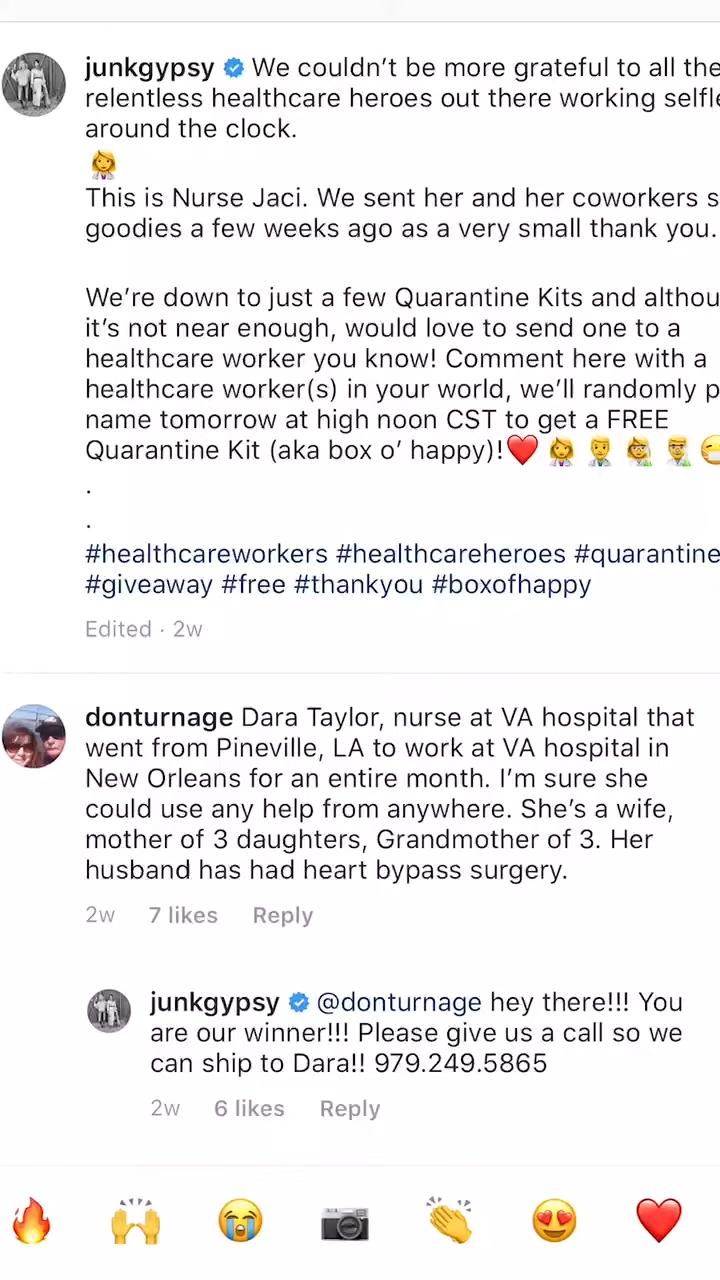 junkgypsy We couldn’t be more grateful to all the
relentless healthcare heroes out there working selfle
around the clock.
👩‍⚕️
This is Nurse Jaci. We sent her and her coworkers s
goodies a few weeks ago as a very small thank you.
We’re down to just a few Quarantine Kits and althou
it’s not near enough, would love to send one to a
healthcare worker you know! Comment here with a
healthcare worker(s) in your world, we’ll randomly p
name tomorrow at high noon CST to get a FREE
Quarantine Kit (aka box o’ happy)!❤️ 👩‍⚕️ 👨‍⚕️ 👩‍🔬 👨‍🔬 😷
.
.
#healthcareworkers #healthcareheroes #quarantine
#giveaway #free #thankyou #boxofhappy
Edited · 2w
donturnage Dara Taylor, nurse at VA hospital that
went from Pineville, LA to work at VA hospital in
New Orleans for an entire month. I’m sure she
could use any help from anywhere. She’s a wife,
mother of 3 daughters, Grandmother of 3. Her
husband has had heart bypass surgery.
2w 7 likes Reply
junkgypsy @donturnage hey there!!! You
are our winner!!! Please give us a call so we
can ship to Dara!! 979.249.5865
2w 6 likes Reply
🔥 🙌 😭 📷 👏 😍 ❤️